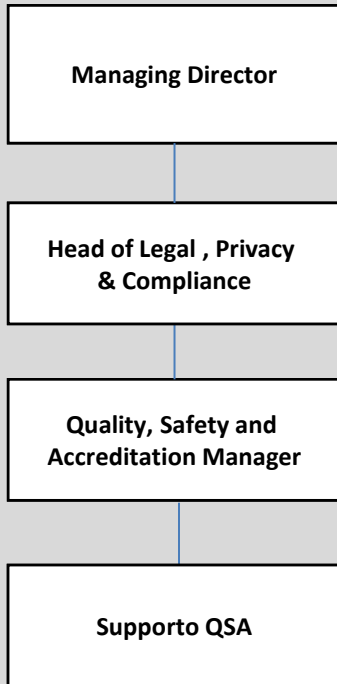 Managing Director
Head of Legal , Privacy
& Compliance
Quality, Safety and
Accreditation Manager
Supporto QSA